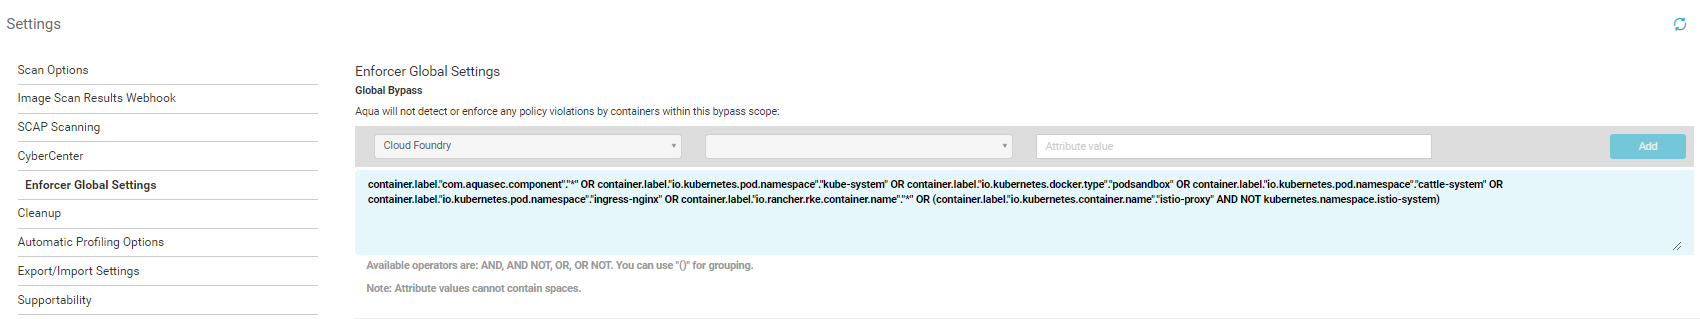 Settings
Scan Options
Image Scan Results Webhook
SCAP Scanning
CyberCenter
Enforcer Global Settings
Cleanup
Automatic Profiling Options
Export/Import Settings
Supportability
Enforcer Global Settings
Global Bypass
Aqua will not detect or enforce any policy violations by containers within this bypass scope:
Cloud Foundry
Attribute value
Add
container.label."com.aquasec.component"."*" OR container.label."io.kubernetes.pod.namespace"."kube-system" OR container.label."io.kubernetes.docker.type"."podsandbox" OR container.label."io.kubernetes.pod.namespace"."cattle-system" OR
container.label."io.kubernetes.pod.namespace"."ingress-nginx" OR container.label."io.rancher.rke.container.name"."*" OR (container.label."io.kubernetes.container.name"."istio-proxy" AND NOT kubernetes.namespace.istio-system)
Available operators are: AND, AND NOT, OR, OR NOT. You can use "()" for grouping.
Note: Attribute values cannot contain spaces.